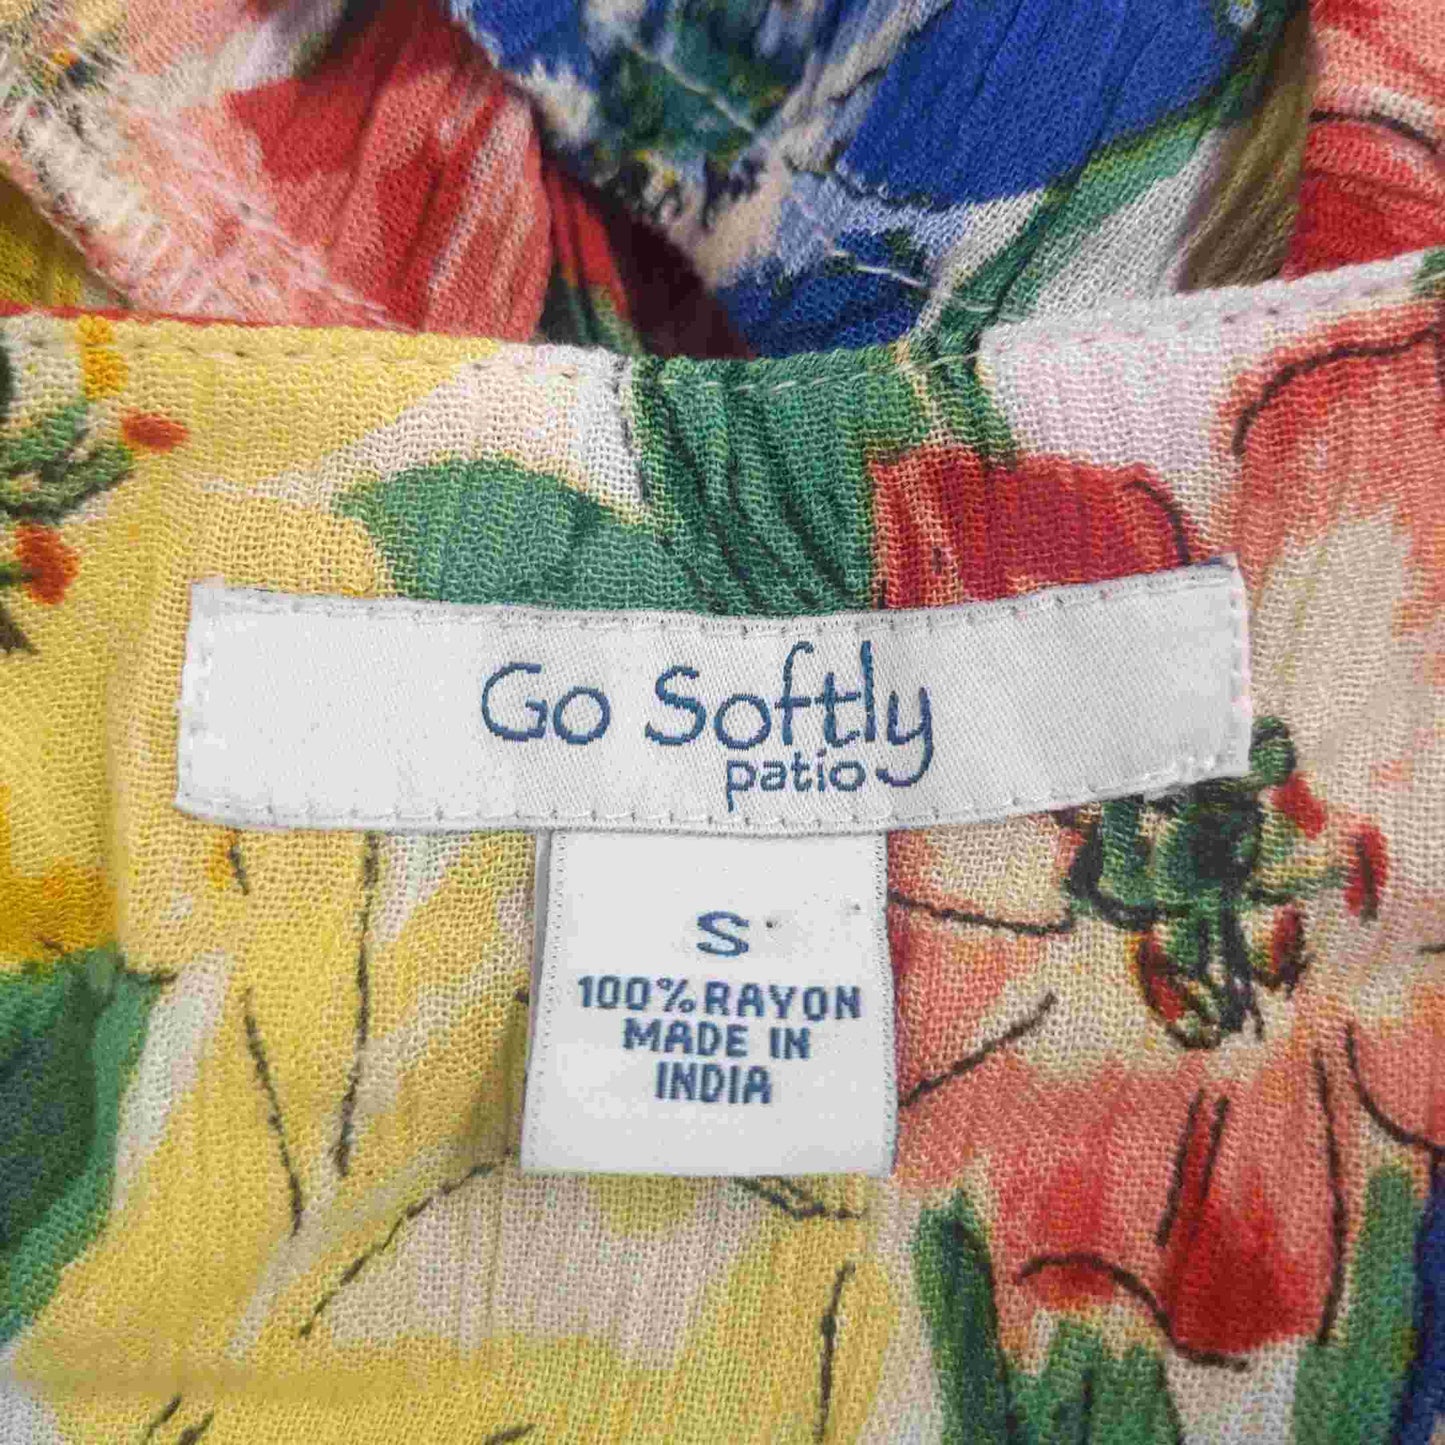 Go Softly
patio
S
100% RAYON
MADE IN
INDIA